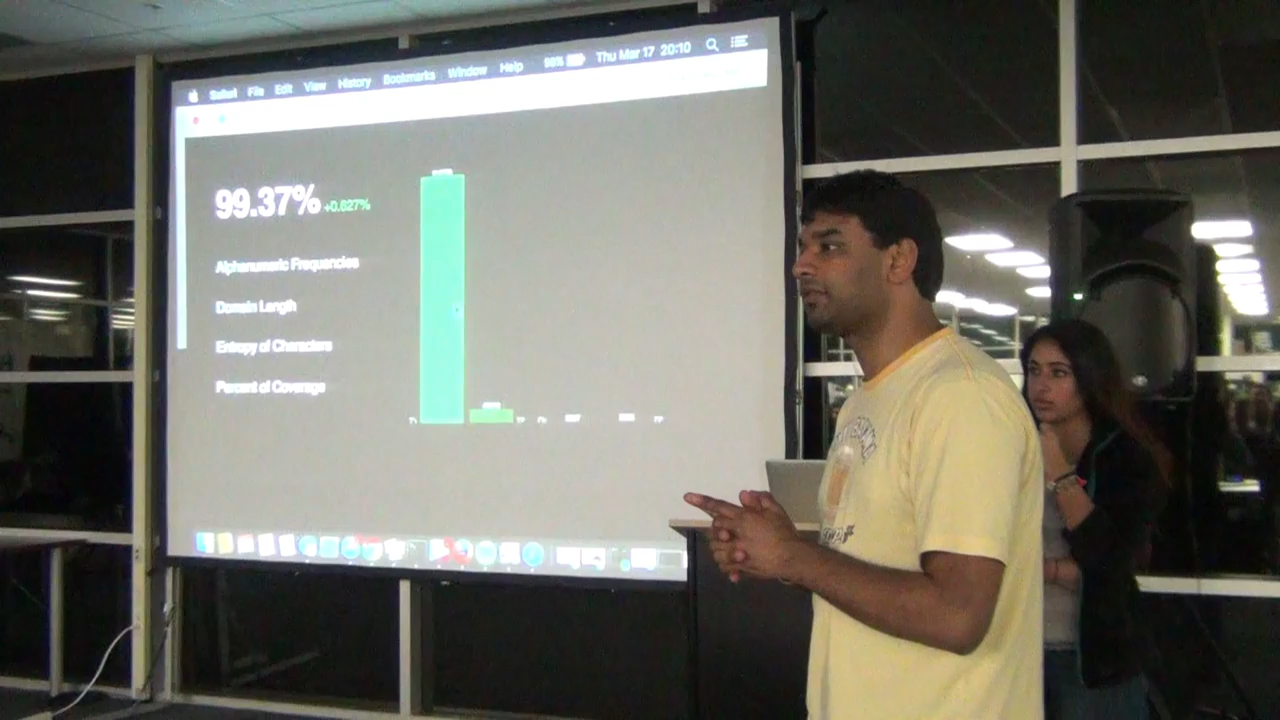 Safari File Edit View History Bookmarks Window Help 98% Thu Mar 17 20:10
99.37% +0.627%
Alphanumeric Frequencies
Domain Length
Entropy of Characters
Percent of Coverage